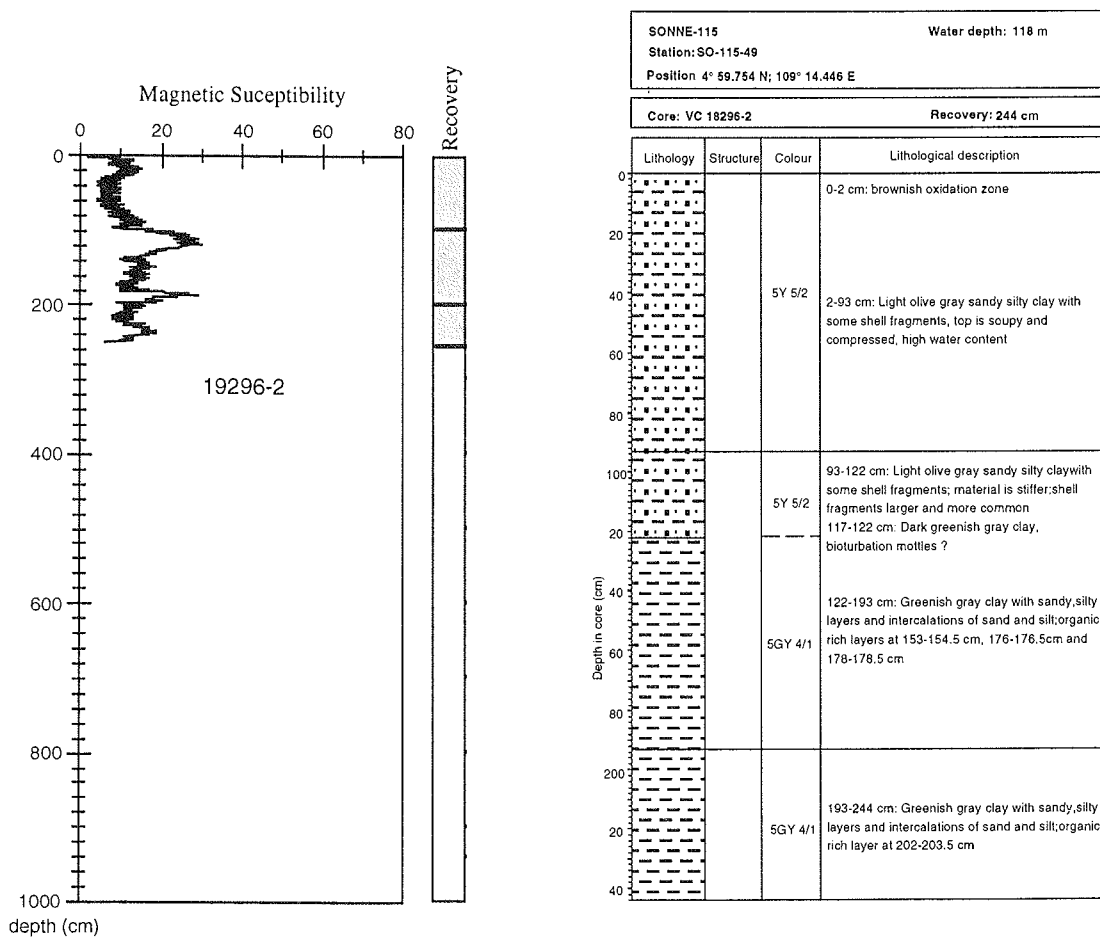 Magnetic Suceptibility
0 20 40 60 80
0
200
400
600
800
1000
depth (cm)
19296-2
Recovery
SONNE-115 Water depth: 118 m
Station: SO-115-49
Position 4° 59.754 N; 109° 14.446 E
Core: VC 18296-2 Recovery: 244 cm
Lithology Structure Colour Lithological description
0
20
40
60
80
100
20
40
60
80
200
20
40
Depth in core (cm)
5Y 5/2
5Y 5/2
5GY 4/1
5GY 4/1
0-2 cm: brownish oxidation zone
2-93 cm: Light olive gray sandy silty clay with
some shell fragments, top is soupy and
compressed, high water content
93-122 cm: Light olive gray sandy silty claywith
some shell fragments; material is stiffer;shell
fragments larger and more common
117-122 cm: Dark greenish gray clay,
bioturbation mottles ?
122-193 cm: Greenish gray clay with sandy,silty
layers and intercalations of sand and silt;organic
rich layers at 153-154.5 cm, 176-176.5cm and
178-178.5 cm
193-244 cm: Greenish gray clay with sandy,silty
layers and intercalations of sand and silt;organic
rich layer at 202-203.5 cm